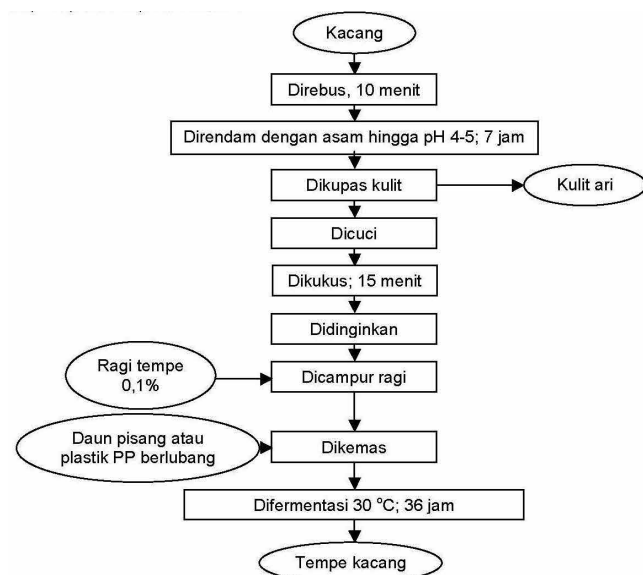 Kacang
Direbus, 10 menit
Direndam dengan asam hingga pH 4-5; 7 jam
Dikupas kulit
Kulit ari
Dicuci
Dikukus; 15 menit
Didinginkan
Ragi tempe
0,1%
Dicampur ragi
Daun pisang atau
plastik PP berlubang
Dikemas
Difermentasi 30 °C; 36 jam
Tempe kacang